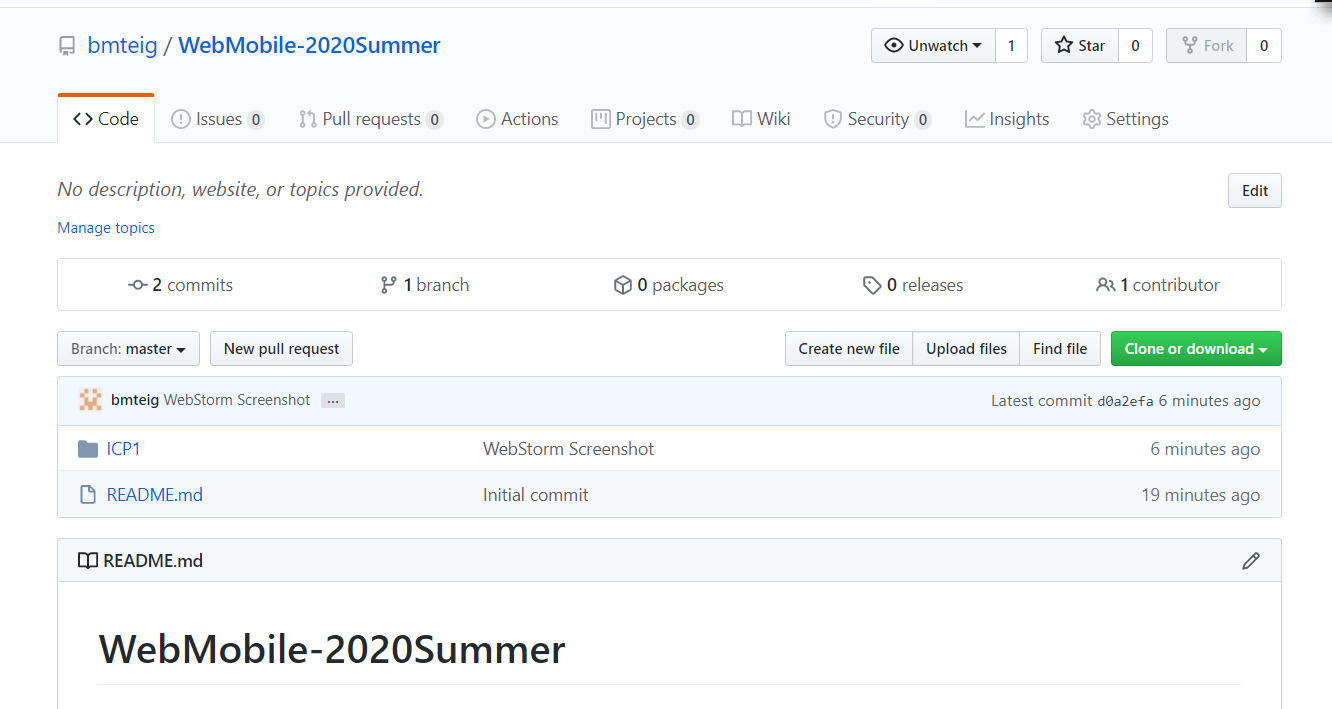 bmteig / WebMobile-2020Summer
Unwatch 1 Star 0 Fork 0
Code Issues 0 Pull requests 0 Actions Projects 0 Wiki Security 0 Insights Settings
No description, website, or topics provided.
Edit
Manage topics
2 commits 1 branch 0 packages 0 releases 1 contributor
Branch: master New pull request Create new file Upload files Find file Clone or download
bmteig WebStorm Screenshot ... Latest commit d0a2efa 6 minutes ago
ICP1 WebStorm Screenshot 6 minutes ago
README.md Initial commit 19 minutes ago
README.md
WebMobile-2020Summer